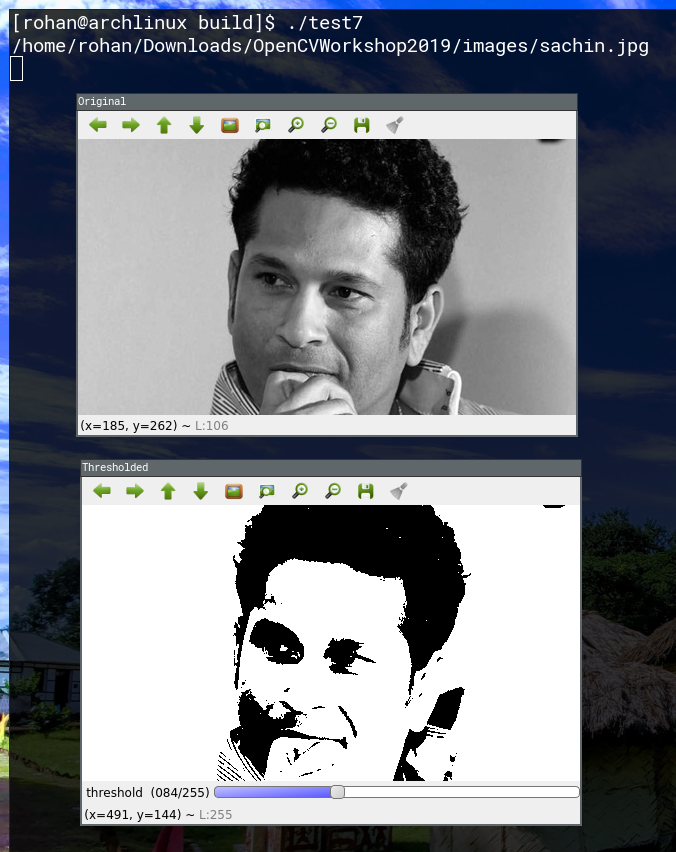 [rohan@archlinux build]$ ./test7
/home/rohan/Downloads/OpenCVWorkshop2019/images/sachin.jpg
Original
(x=185, y=262) ~ L:106
Thresholded
threshold (084/255)
(x=491, y=144) ~ L:255